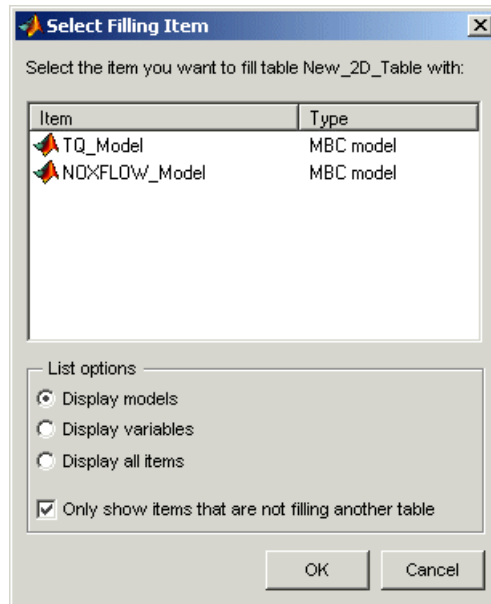 Select Filling Item
Select the item you want to fill table New_2D_Table with:
Item Type
TQ_Model MBC model
NOXFLOW_Model MBC model
List options
Display models
Display variables
Display all items
Only show items that are not filling another table
OK Cancel